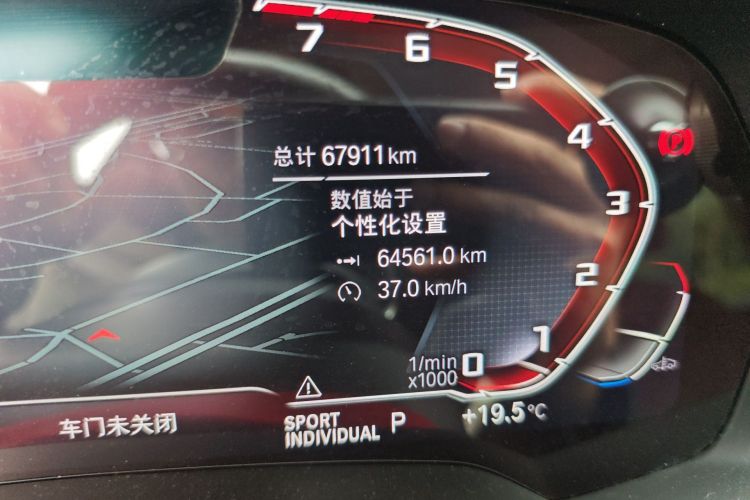 7
6
5
4
3
2
1
0
总计 67911 km
数值始于
个性化设置
64561.0 km
37.0 km/h
1/min
x1000
车门未关闭
SPORT
INDIVIDUAL
P
+19.5°C